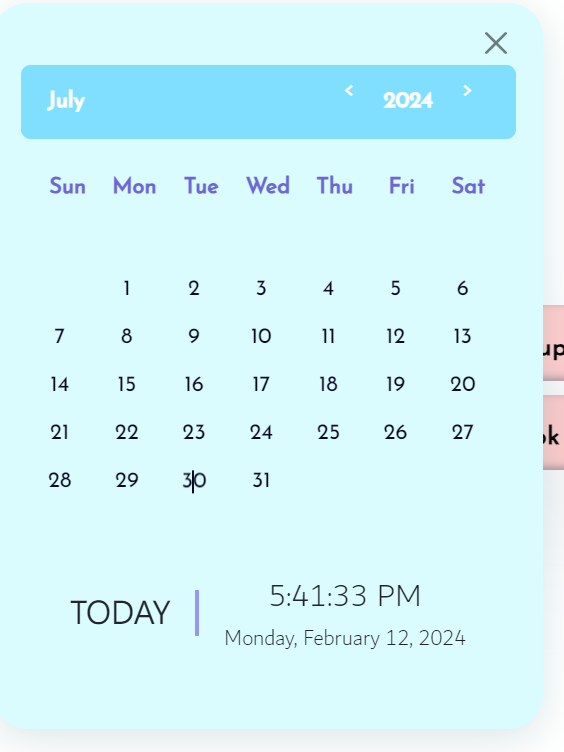 July < 2024 >
Sun Mon Tue Wed Thu Fri Sat
1 2 3 4 5 6
7 8 9 10 11 12 13
14 15 16 17 18 19 20
21 22 23 24 25 26 27
28 29 30 31
up
ok
TODAY
5:41:33 PM
Monday, February 12, 2024